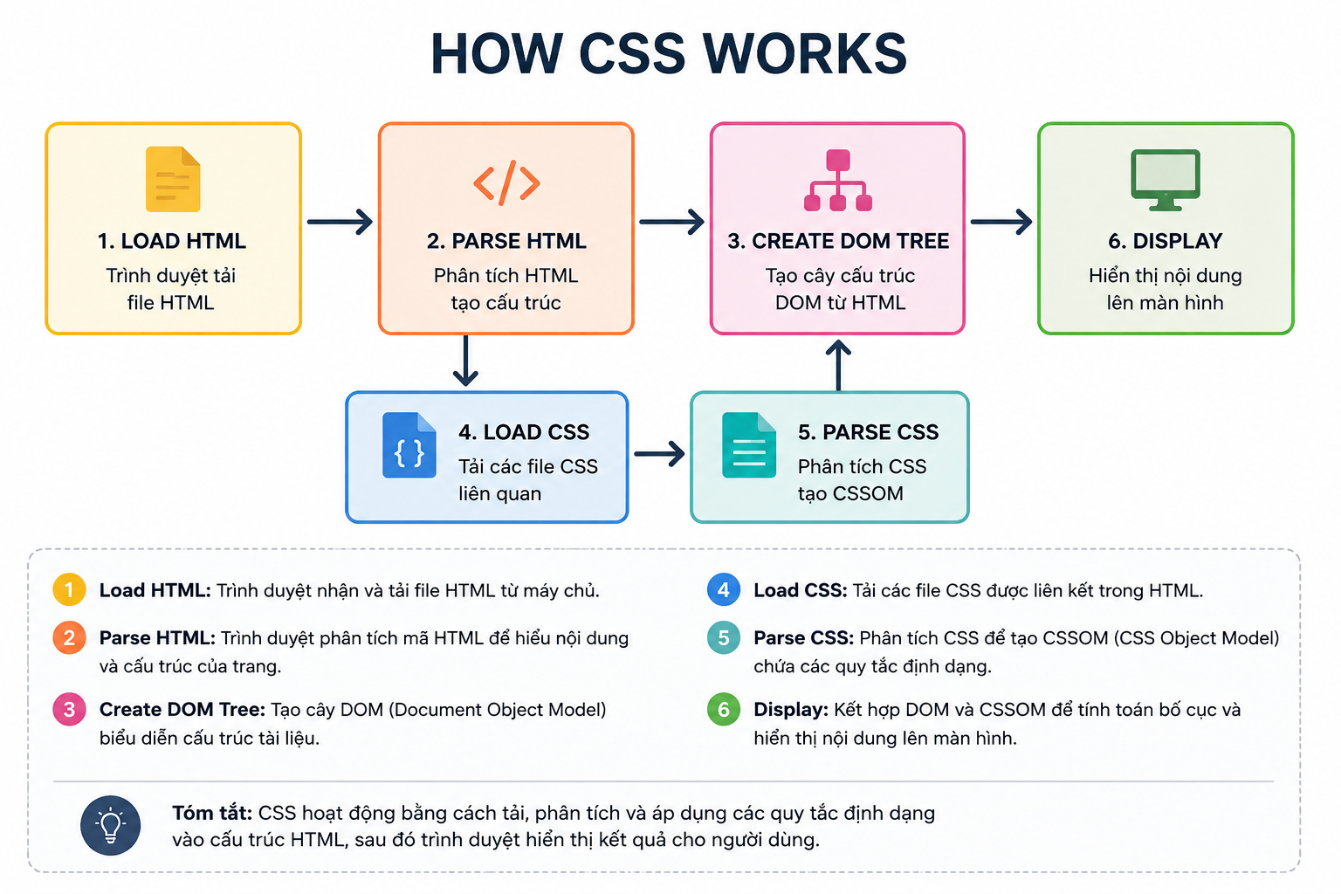 HOW CSS WORKS
1. LOAD HTML
Trình duyệt tải
file HTML
2. PARSE HTML
Phân tích HTML
tạo cấu trúc
3. CREATE DOM TREE
Tạo cây cấu trúc
DOM từ HTML
6. DISPLAY
Hiển thị nội dung
lên màn hình
{ }
4. LOAD CSS
Tải các file CSS
liên quan
5. PARSE CSS
Phân tích CSS
tạo CSSOM
1 Load HTML: Trình duyệt nhận và tải file HTML từ máy chủ.
2 Parse HTML: Trình duyệt phân tích mã HTML để hiểu nội dung
và cấu trúc của trang.
3 Create DOM Tree: Tạo cây DOM (Document Object Model)
biểu diễn cấu trúc tài liệu.
4 Load CSS: Tải các file CSS được liên kết trong HTML.
5 Parse CSS: Phân tích CSS để tạo CSSOM (CSS Object Model)
chứa các quy tắc định dạng.
6 Display: Kết hợp DOM và CSSOM để tính toán bố cục và
hiển thị nội dung lên màn hình.
Tóm tắt: CSS hoạt động bằng cách tải, phân tích và áp dụng các quy tắc định dạng
vào cấu trúc HTML, sau đó trình duyệt hiển thị kết quả cho người dùng.